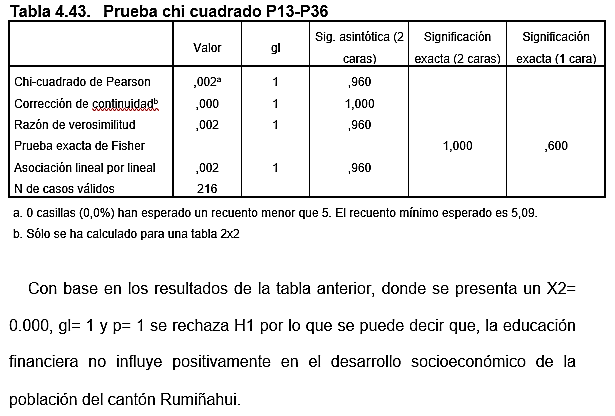 Tabla 4.43. Prueba chi cuadrado P13-P36
Valor gl Sig. asintótica (2 caras) Significación exacta (2 caras) Significación exacta (1 cara)
Chi-cuadrado de Pearson ,002ª 1 ,960
Corrección de continuidadᵇ ,000 1 1,000
Razón de verosimilitud ,002 1 ,960
Prueba exacta de Fisher 1,000 ,600
Asociación lineal por lineal ,002 1 ,960
N de casos válidos 216
a. 0 casillas (0,0%) han esperado un recuento menor que 5. El recuento mínimo esperado es 5,09.
b. Sólo se ha calculado para una tabla 2x2
Con base en los resultados de la tabla anterior, donde se presenta un X2=
0.000, gl= 1 y p= 1 se rechaza H1 por lo que se puede decir que, la educación
financiera no influye positivamente en el desarrollo socioeconómico de la
población del cantón Rumiñahui.